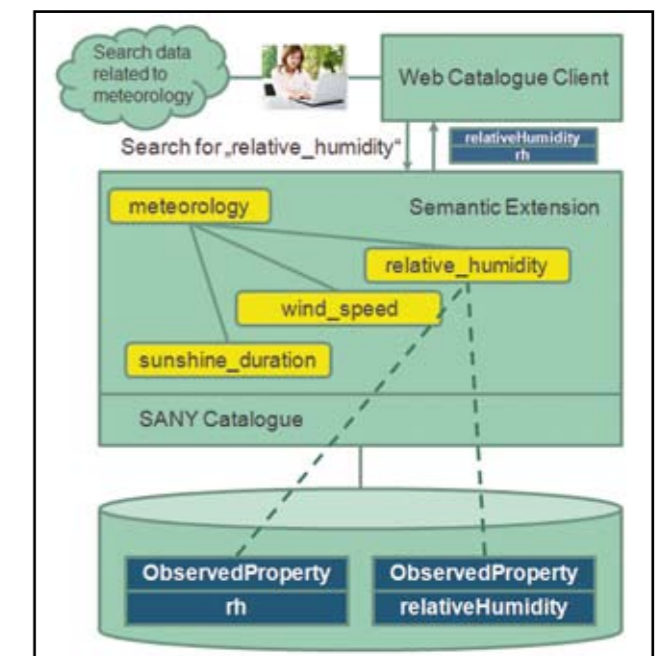 Search data
related to
meteorology
Web Catalogue Client
Search for „relative_humidity“
relativeHumidity
rh
meteorology
Semantic Extension
relative_humidity
wind_speed
sunshine_duration
SANY Catalogue
ObservedProperty
rh
ObservedProperty
relativeHumidity